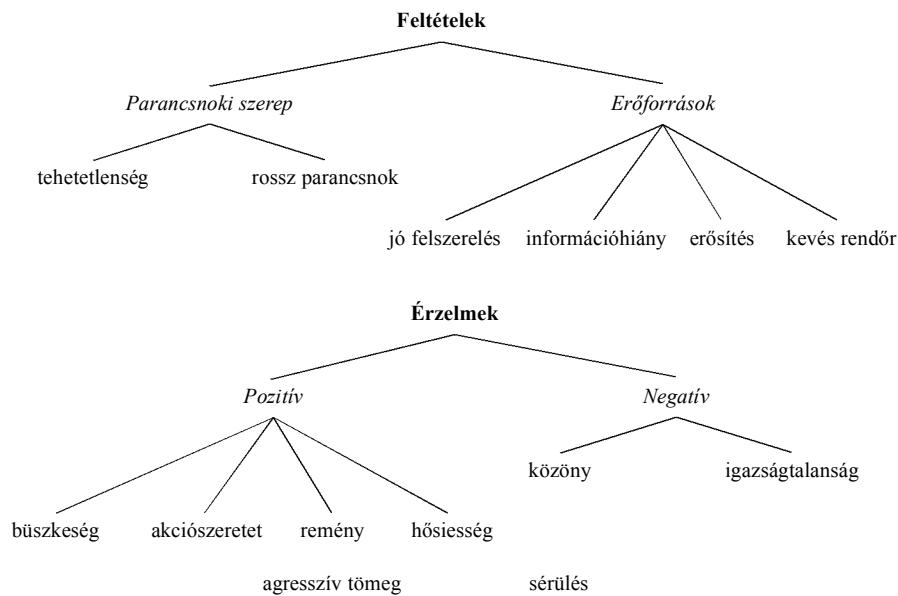 Feltételek
Parancsnoki szerep Erőforrások
tehetetlenség rossz parancsnok
jó felszerelés információhiány erősítés kevés rendőr
Érzelmek
Pozitív Negatív
közöny igazságtalanság
büszkeség akciószeretet remény hősiesség
agresszív tömeg sérülés